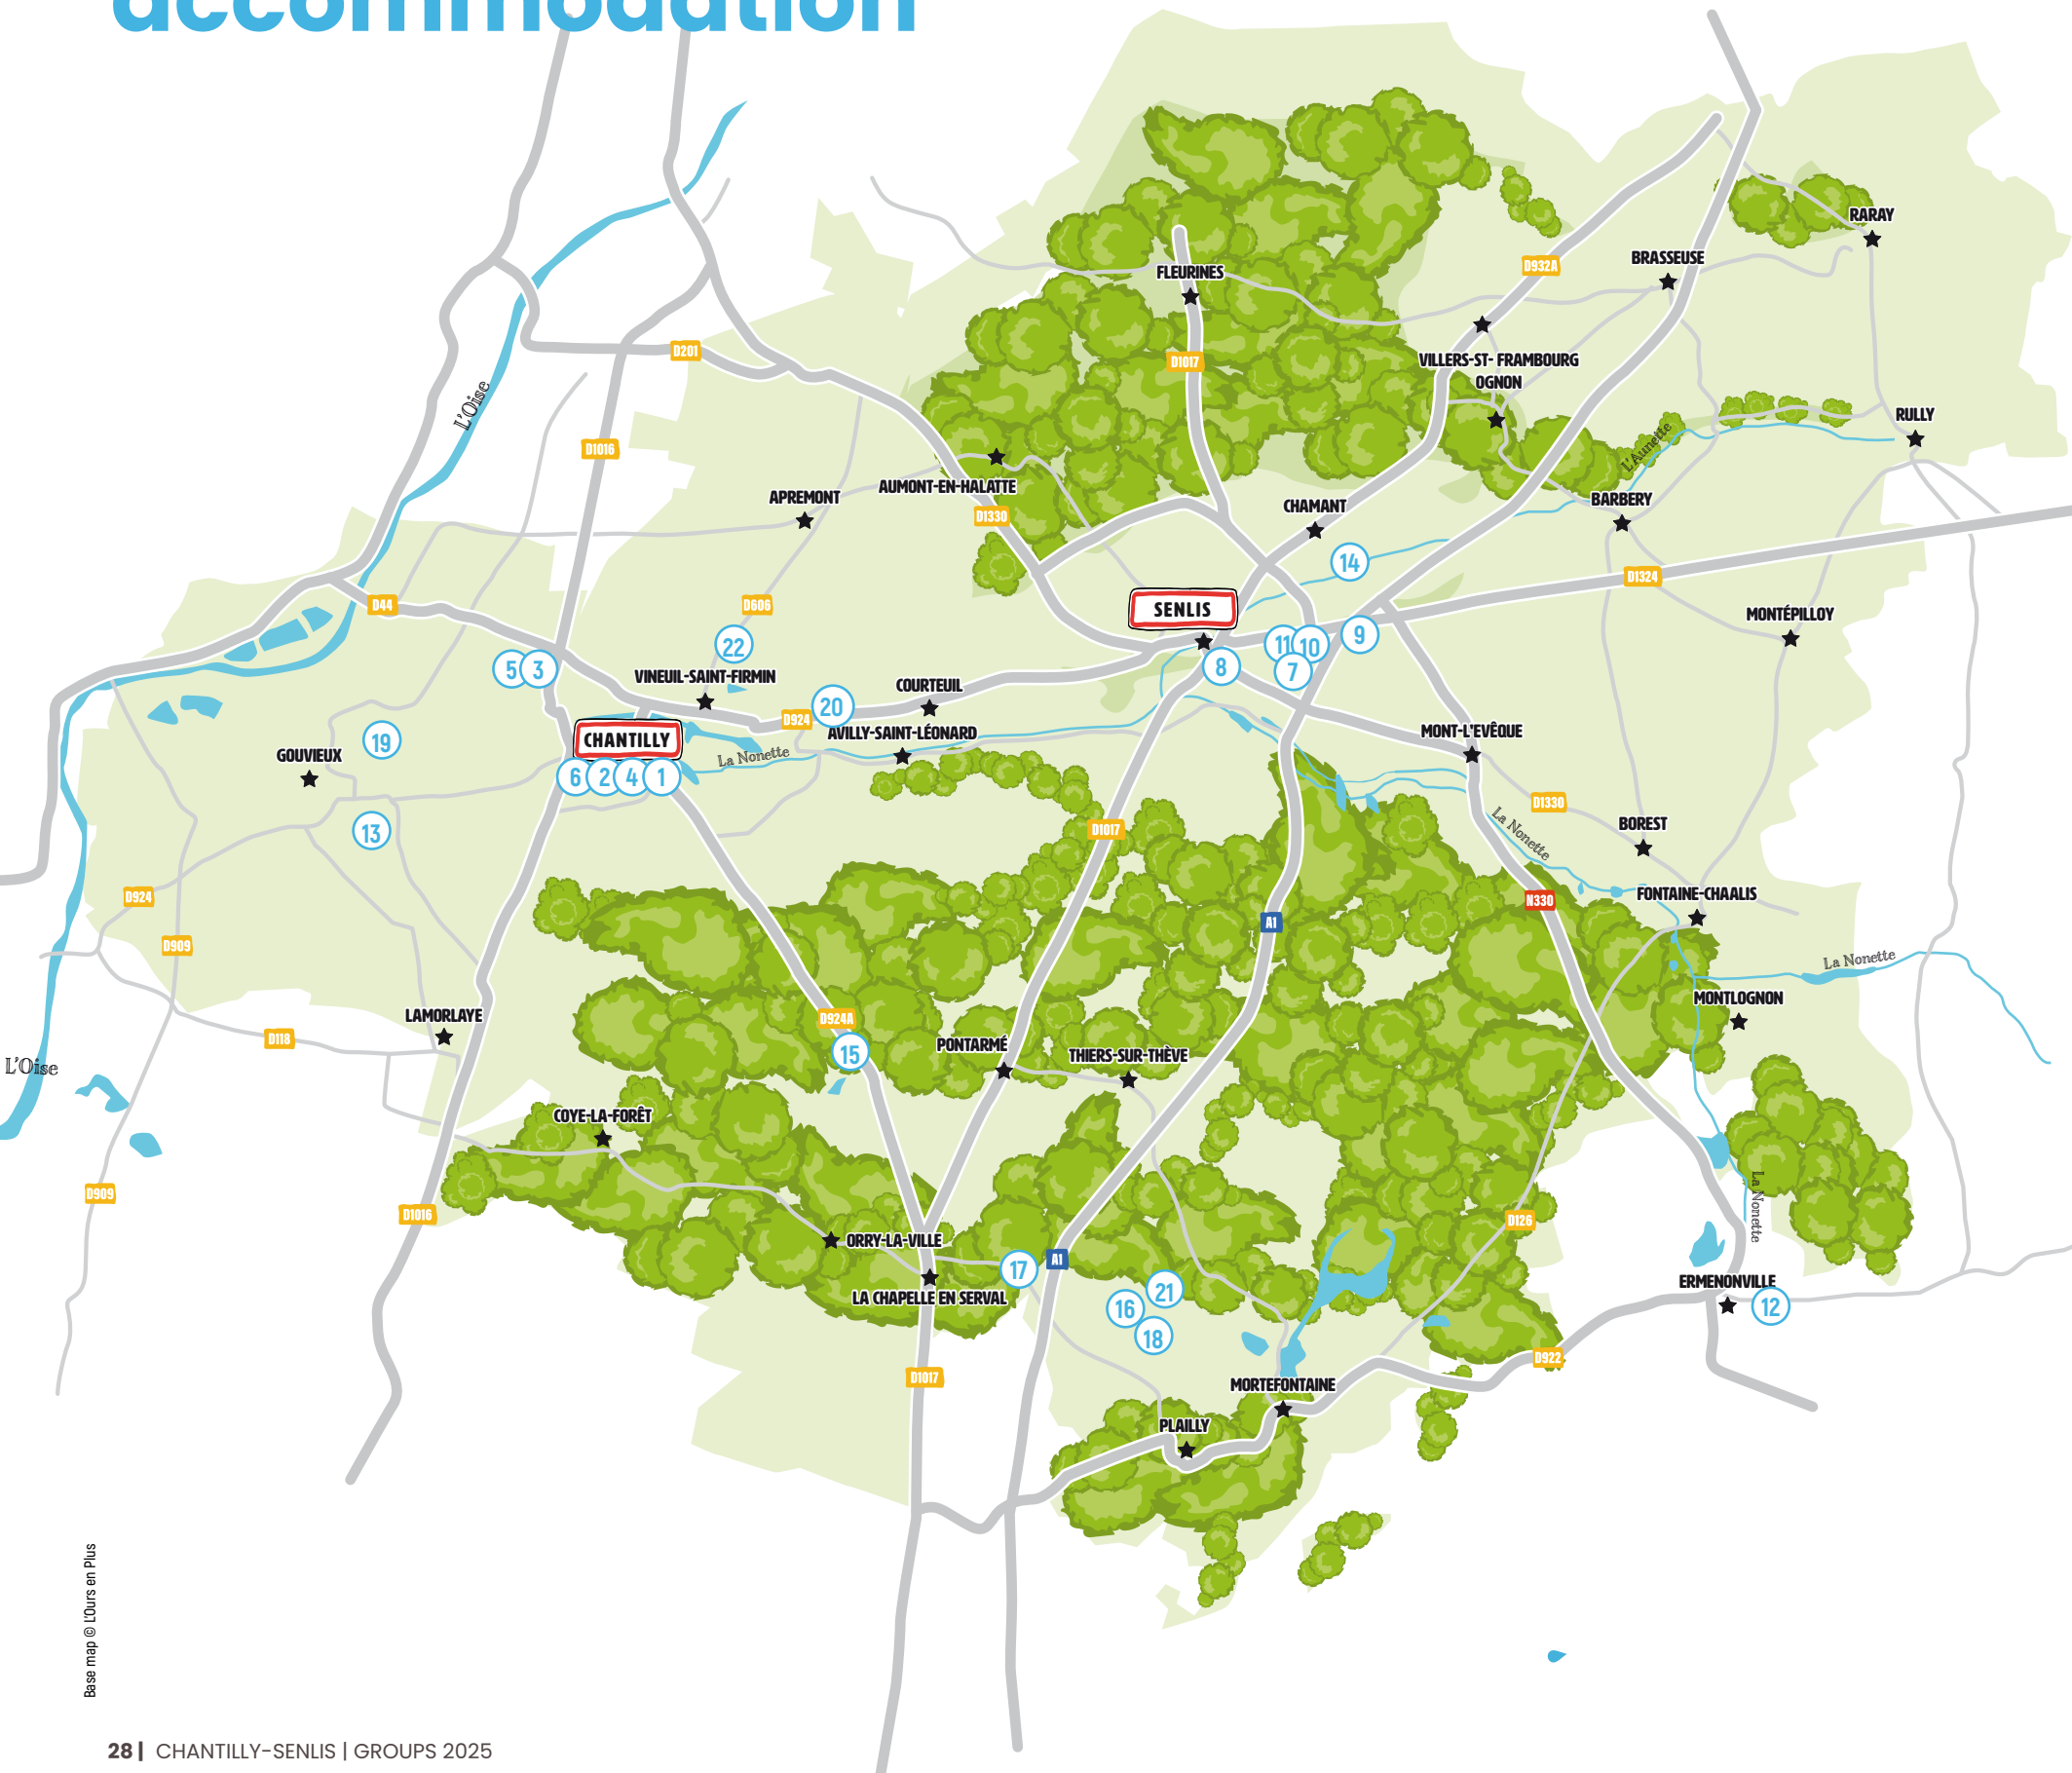 accommodation
RARAY
BRASSEUSE
D932A
FLEURINES
L'Oise
D201
D1017
VILLERS-ST- FRAMBOURG
OGNON
RULLY
D1016
L'Aunette
AUMONT-EN-HALATTE
APREMONT
BARBERY
CHAMANT
D1330
14
D1324
D44
D606
SENLIS
MONTÉPILLOY
22
11
10
9
5
3
8
7
VINEUIL-SAINT-FIRMIN
COURTEUIL
20
D924
AVILLY-SAINT-LÉONARD
MONT-L'EVÊQUE
CHANTILLY
19
GOUVIEUX
La Nonette
6
2
4
1
D1330
13
D1017
La Nonette
BOREST
D924
N330
FONTAINE-CHAALIS
A1
D909
La Nonette
MONTLOGNON
LAMORLAYE
D924A
D118
PONTARMÉ
15
THIERS-SUR-THÈVE
L'Oise
COYE-LA-FORÊT
D909
La Nonette
D1016
D126
ORRY-LA-VILLE
17
A1
ERMENONVILLE
21
LA CHAPELLE EN SERVAL
16
12
18
D922
D1017
MORTEFONTAINE
PLAILLY
Base map © L'Ours en Plus
28 | CHANTILLY-SENLIS | GROUPS 2025